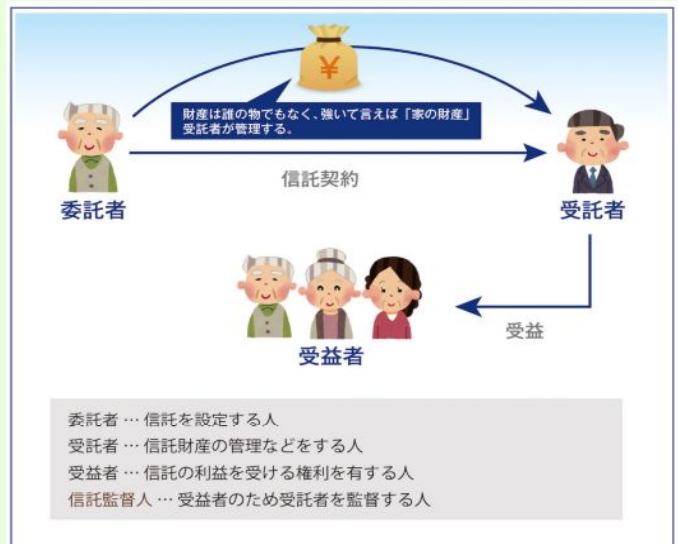 ¥
財産は誰の物でもなく、強いて言えば「家の財産」
受託者が管理する。
信託契約
委託者
受託者
受益者
受益
委託者 … 信託を設定する人
受託者 … 信託財産の管理などをする人
受益者 … 信託の利益を受ける権利を有する人
信託監督人 … 受益者のため受託者を監督する人